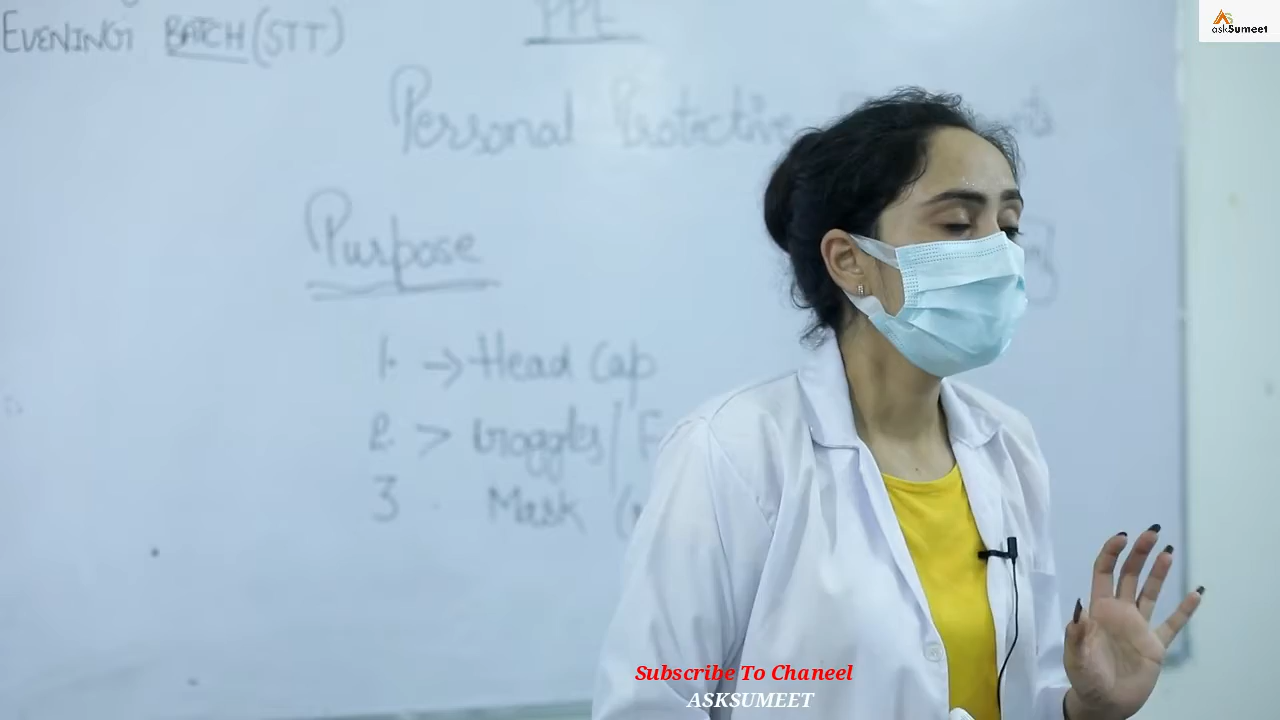 EVENING BATCH (STT)
PPE
askSumeet
Personal Protective
Purpose
1. → Head Cap
2 > Goggles/ F
3 . Mask (
Subscribe To Chaneel
ASKSUMEET